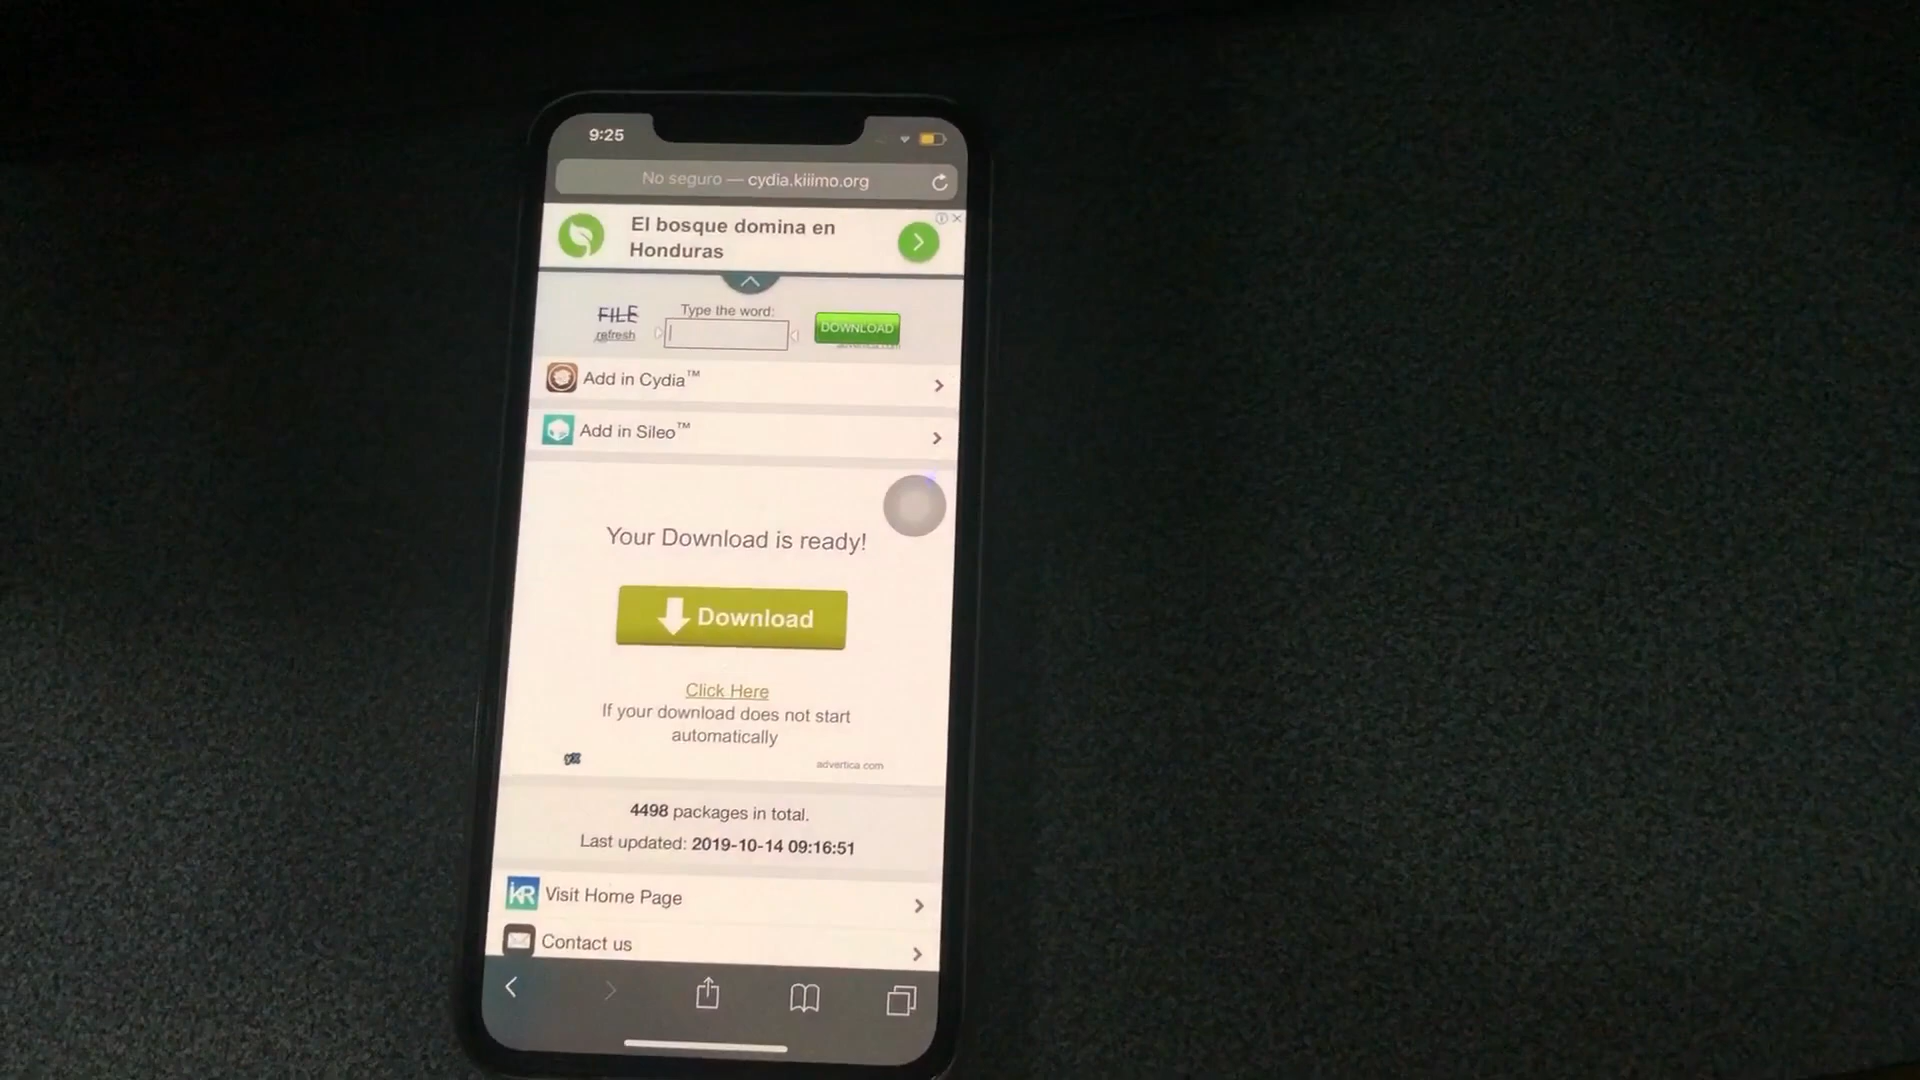 9:25
No seguro — cydia.kiiimo.org
El bosque domina en
Honduras
FILE
Type the word:
refresh
DOWNLOAD
advertica.com
Add in Cydia™
Add in Sileo™
Your Download is ready!
Download
Click Here
If your download does not start
automatically
advertica.com
4498 packages in total.
Last updated: 2019-10-14 09:16:51
iKR
Visit Home Page
Contact us